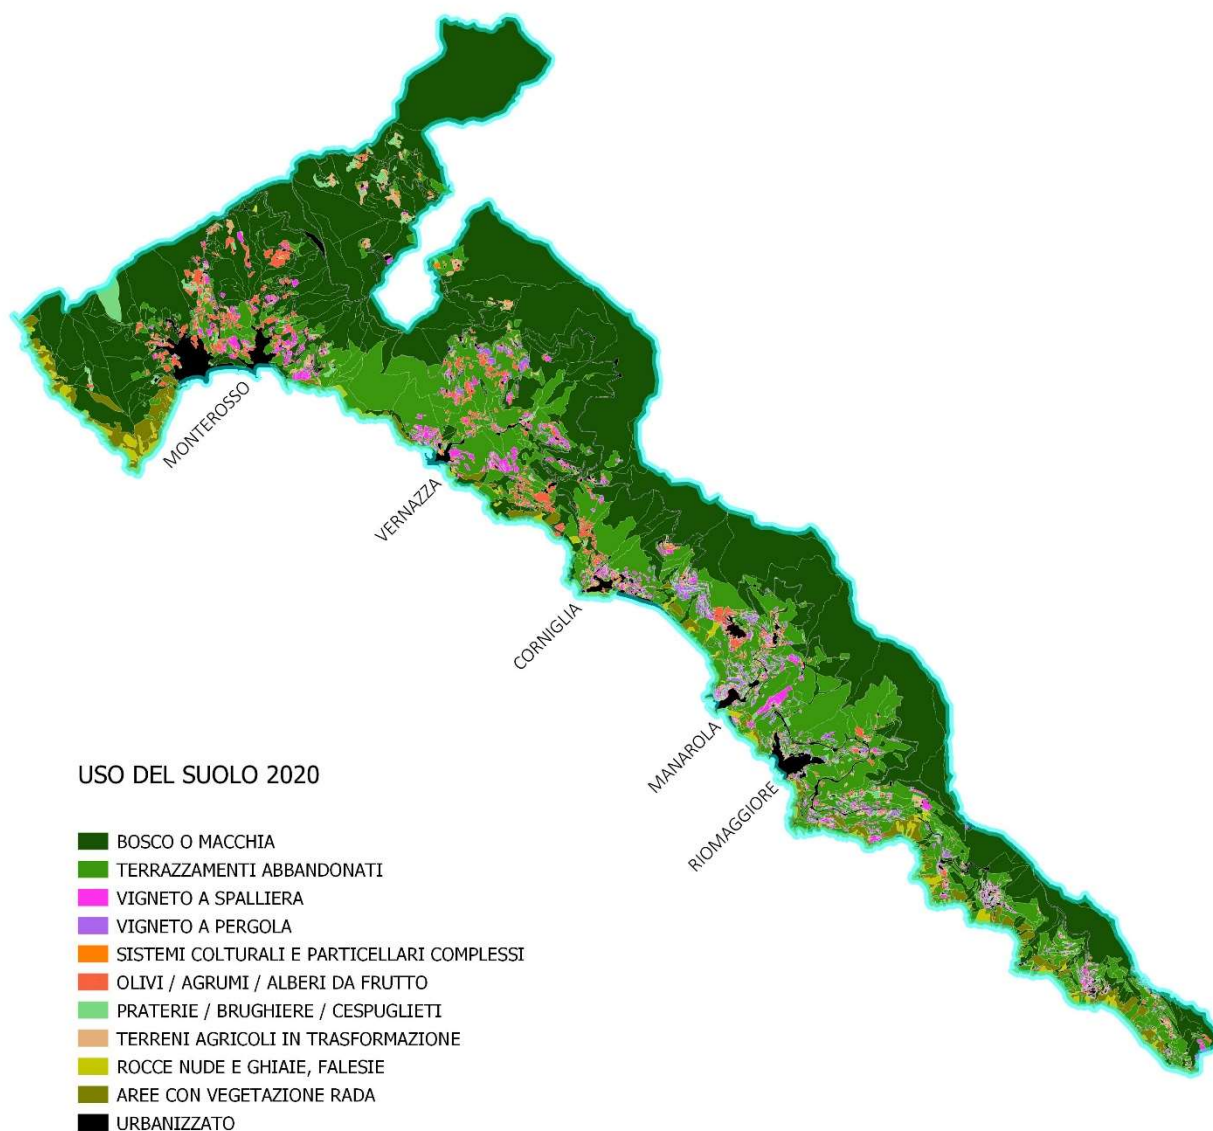 MONTEROSSO
VERNAZZA
CORNIGLIA
MANAROLA
RIOMAGGIORE
USO DEL SUOLO 2020
BOSCO O MACCHIA
TERRAZZAMENTI ABBANDONATI
VIGNETO A SPALLIERA
VIGNETO A PERGOLA
SISTEMI COLTURALI E PARTICELLARI COMPLESSI
OLIVI / AGRUMI / ALBERI DA FRUTTO
PRATERIE / BRUGHIERE / CESPUGLIETI
TERRENI AGRICOLI IN TRASFORMAZIONE
ROCCE NUDE E GHIAIE, FALESIE
AREE CON VEGETAZIONE RADA
URBANIZZATO